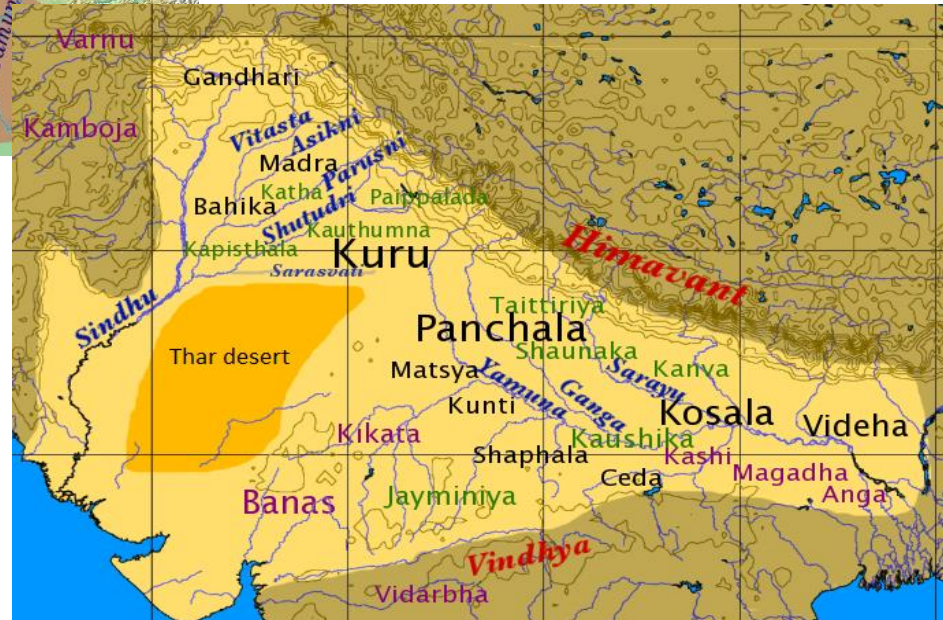 Varnu
Gandhari
Kamboja
Vitasta
Asikni
Madra
Parusni
Katha
Paippalada
Bahika
Shutudri
Kauthumna
Kapisthala
Kuru
Himavant
Sarasvati
Sindhu
Taittiriya
Panchala
Thar desert
Shaunaka
Matsya
Yamuna
Sarayu
Kanva
Ganga
Kunti
Kosala
Videha
Kikata
Kaushika
Shaphala
Kashi
Ceda
Magadha
Banas
Jayminiya
Anga
Vindhya
Vidarbha